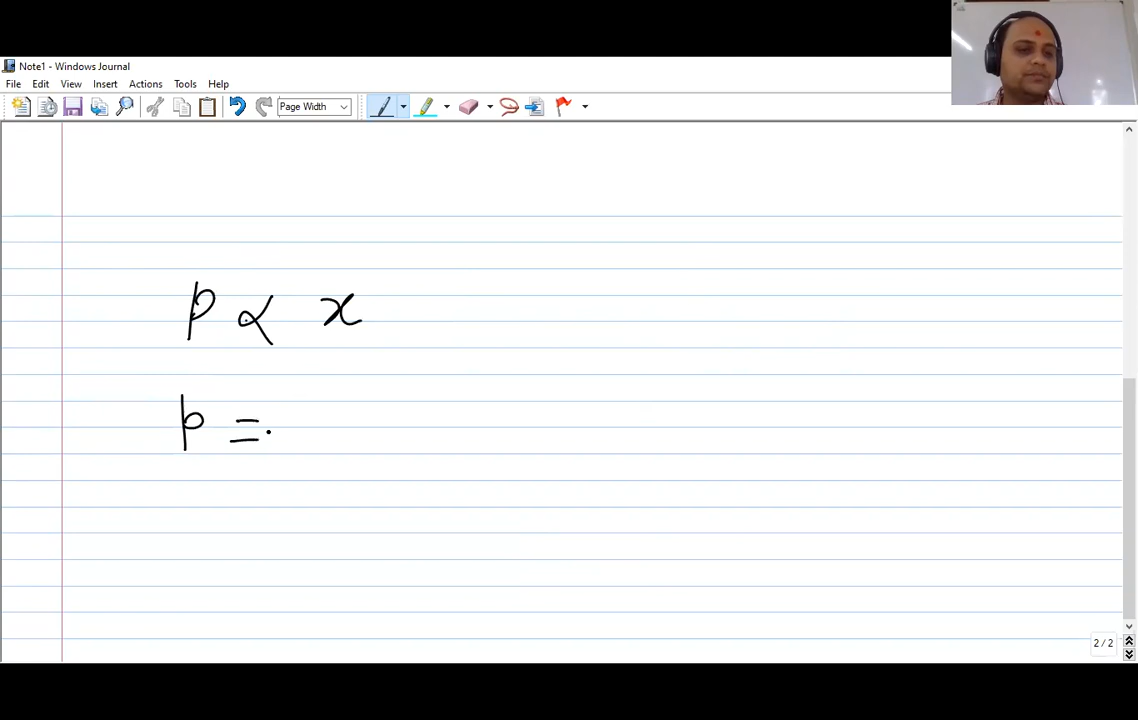 Note1 - Windows Journal
File Edit View Insert Actions Tools Help
Page Width
p ∝ x
p =
2 / 2